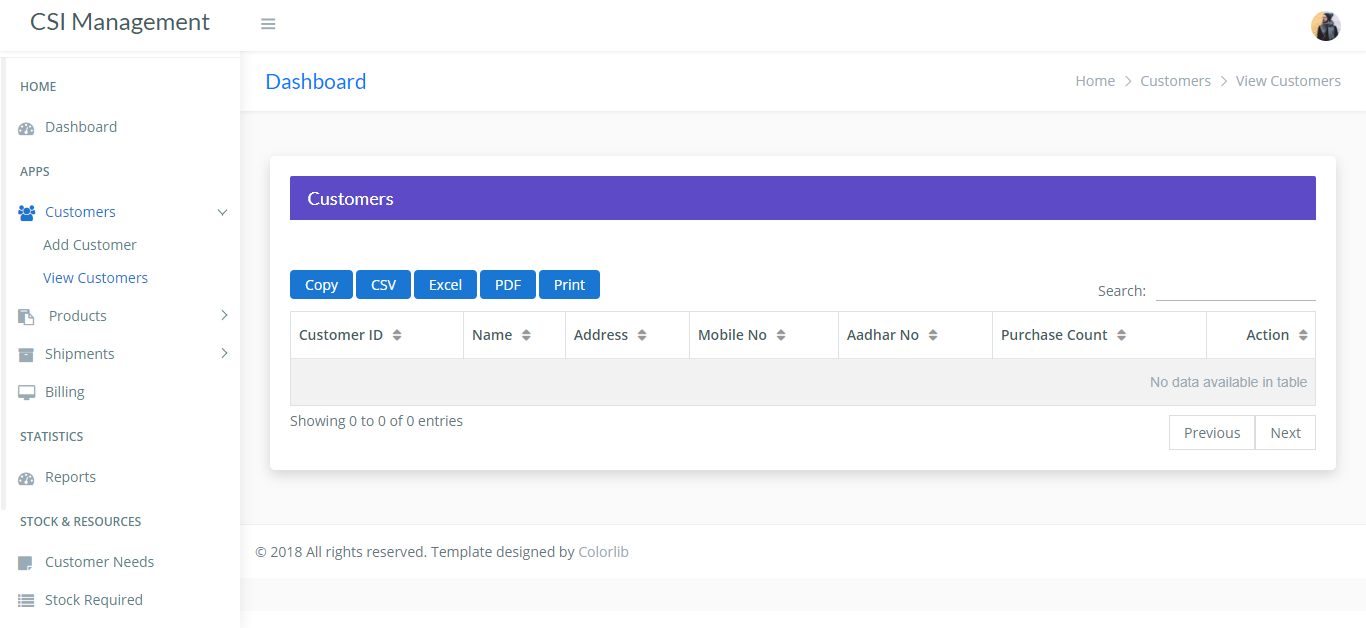 CSI Management
HOME
Dashboard
APPS
Customers
Add Customer
View Customers
Products
Shipments
Billing
STATISTICS
Reports
STOCK & RESOURCES
Customer Needs
Stock Required
Dashboard
Home > Customers > View Customers
Customers
Copy CSV Excel PDF Print
Search:
Customer ID Name Address Mobile No Aadhar No Purchase Count Action
No data available in table
Showing 0 to 0 of 0 entries
Previous Next
© 2018 All rights reserved. Template designed by Colorlib